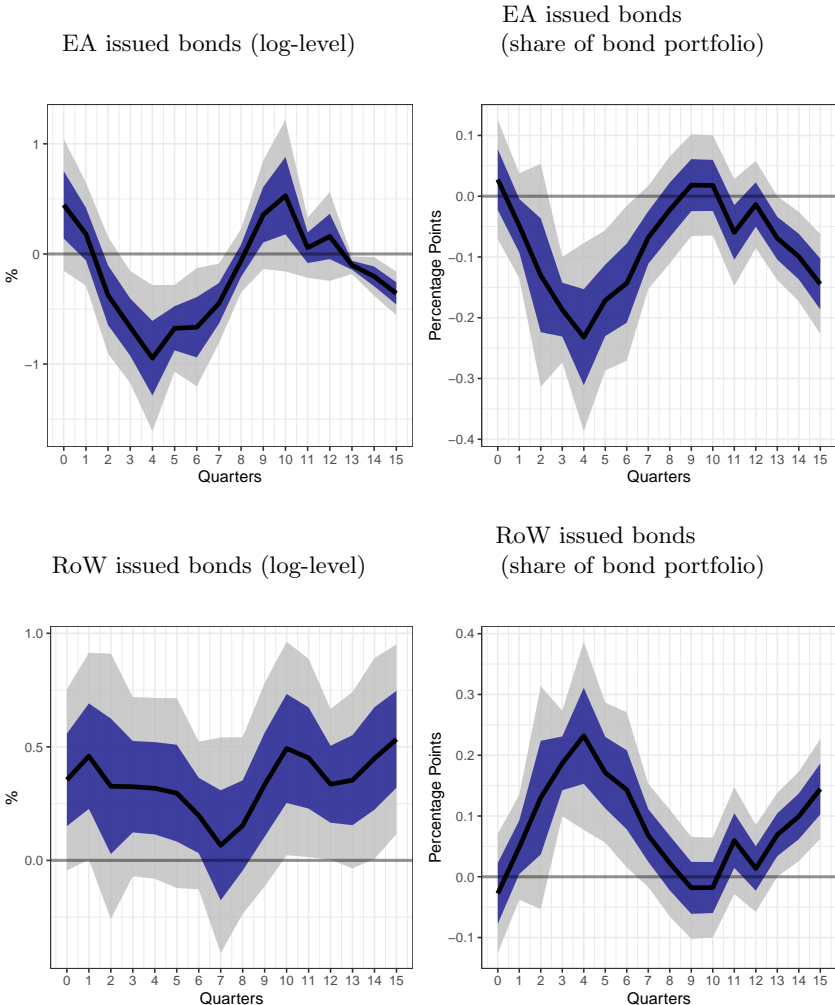 EA issued bonds (log-level)
EA issued bonds
(share of bond portfolio)
%
1
0
−1
0 1 2 3 4 5 6 7 8 9 10 11 12 13 14 15
Quarters
Percentage Points
0.1
0.0
−0.1
−0.2
−0.3
−0.4
0 1 2 3 4 5 6 7 8 9 10 11 12 13 14 15
Quarters
RoW issued bonds (log-level)
RoW issued bonds
(share of bond portfolio)
%
1.0
0.5
0.0
0 1 2 3 4 5 6 7 8 9 10 11 12 13 14 15
Quarters
Percentage Points
0.4
0.3
0.2
0.1
0.0
−0.1
0 1 2 3 4 5 6 7 8 9 10 11 12 13 14 15
Quarters